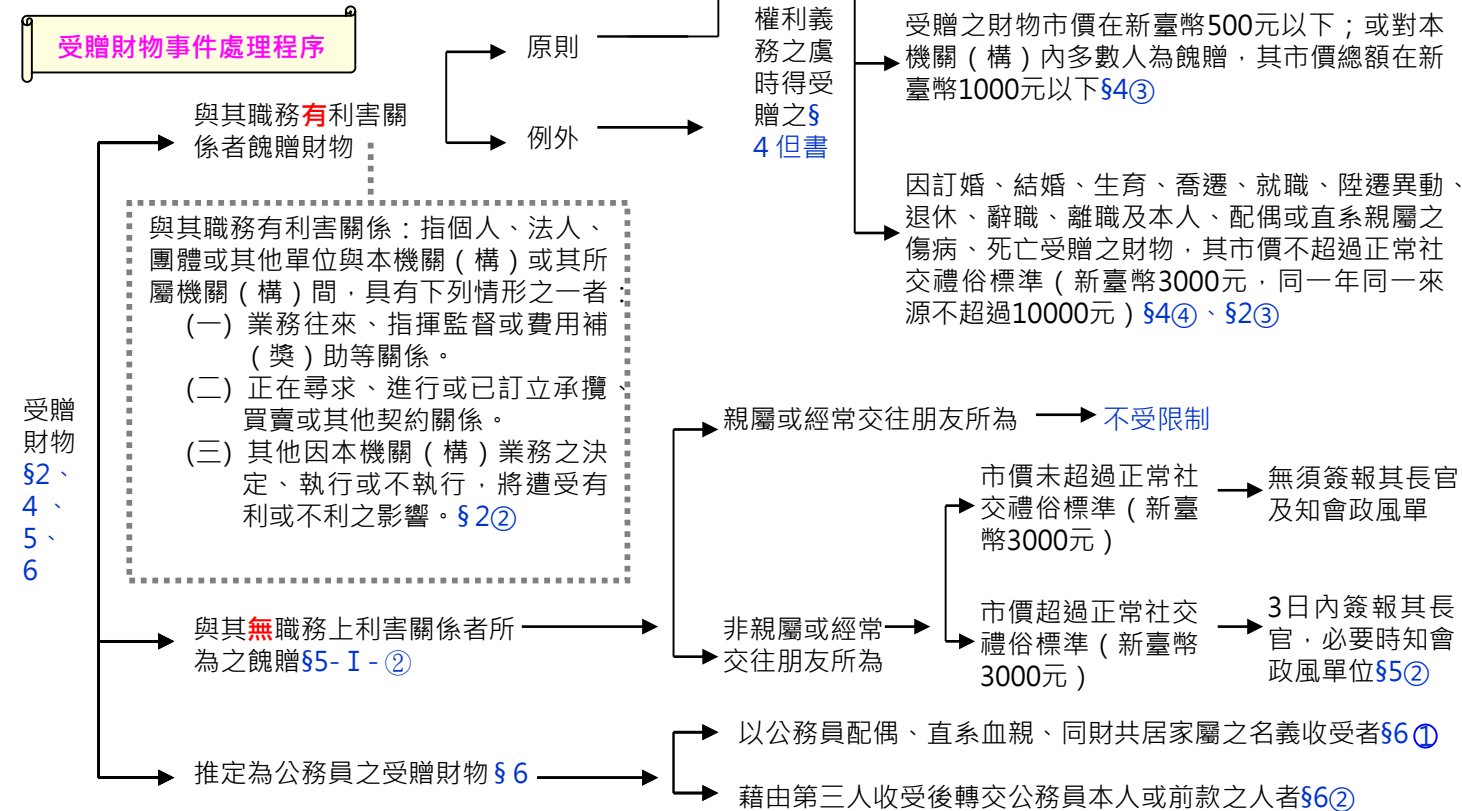 受贈財物事件處理程序
原則
例外
權利義
務之虞
時得受
贈之§
4但書
受贈之財物市價在新臺幣500元以下；或對本
機關（構）內多數人為餽贈，其市價總額在新
臺幣1000元以下§4③
因訂婚、結婚、生育、喬遷、就職、陞遷異動、
退休、辭職、離職及本人、配偶或直系親屬之
傷病、死亡受贈之財物，其市價不超過正常社
交禮俗標準（新臺幣3000元，同一年同一來
源不超過10000元）§4④、§2③
與其職務有利害關
係者餽贈財物
與其職務有利害關係：指個人、法人、
團體或其他單位與本機關（構）或其所
屬機關（構）間，具有下列情形之一者：
(一) 業務往來、指揮監督或費用補
（獎）助等關係。
(二) 正在尋求、進行或已訂立承攬、
買賣或其他契約關係。
(三) 其他因本機關（構）業務之決
定、執行或不執行，將遭受有
利或不利之影響。§2②
受贈
財物
§2、
4、
5、
6
親屬或經常交往朋友所為
不受限制
市價未超過正常社
交禮俗標準（新臺
幣3000元）
無須簽報其長官
及知會政風單
與其無職務上利害關係者所
為之餽贈§5-Ⅰ-②
非親屬或經常
交往朋友所為
市價超過正常社交
禮俗標準（新臺幣
3000元）
3日內簽報其長
官，必要時知會
政風單位§5②
推定為公務員之受贈財物§6
以公務員配偶、直系血親、同財共居家屬之名義收受者§6①
藉由第三人收受後轉交公務員本人或前款之人者§6②